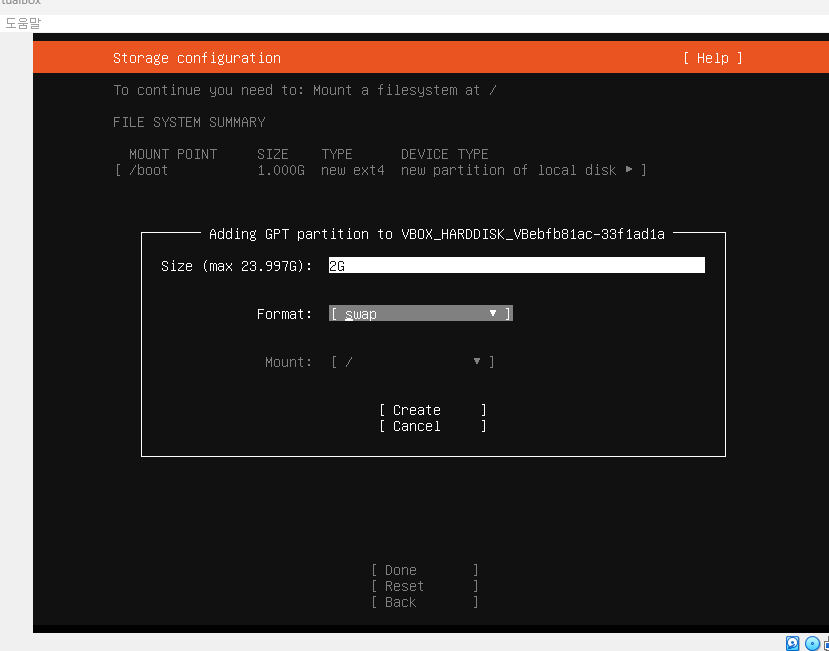 도움말
Storage configuration [ Help ]
To continue you need to: Mount a filesystem at /
FILE SYSTEM SUMMARY
MOUNT POINT SIZE TYPE DEVICE TYPE
[ /boot 1.000G new ext4 new partition of local disk ▸ ]
Adding GPT partition to VBOX_HARDDISK_VBebfb81ac-33f1ad1a
Size (max 23.997G): 2G
Format: [ swap ▾ ]
Mount: [ / ▾ ]
[ Create ]
[ Cancel ]
[ Done ]
[ Reset ]
[ Back ]